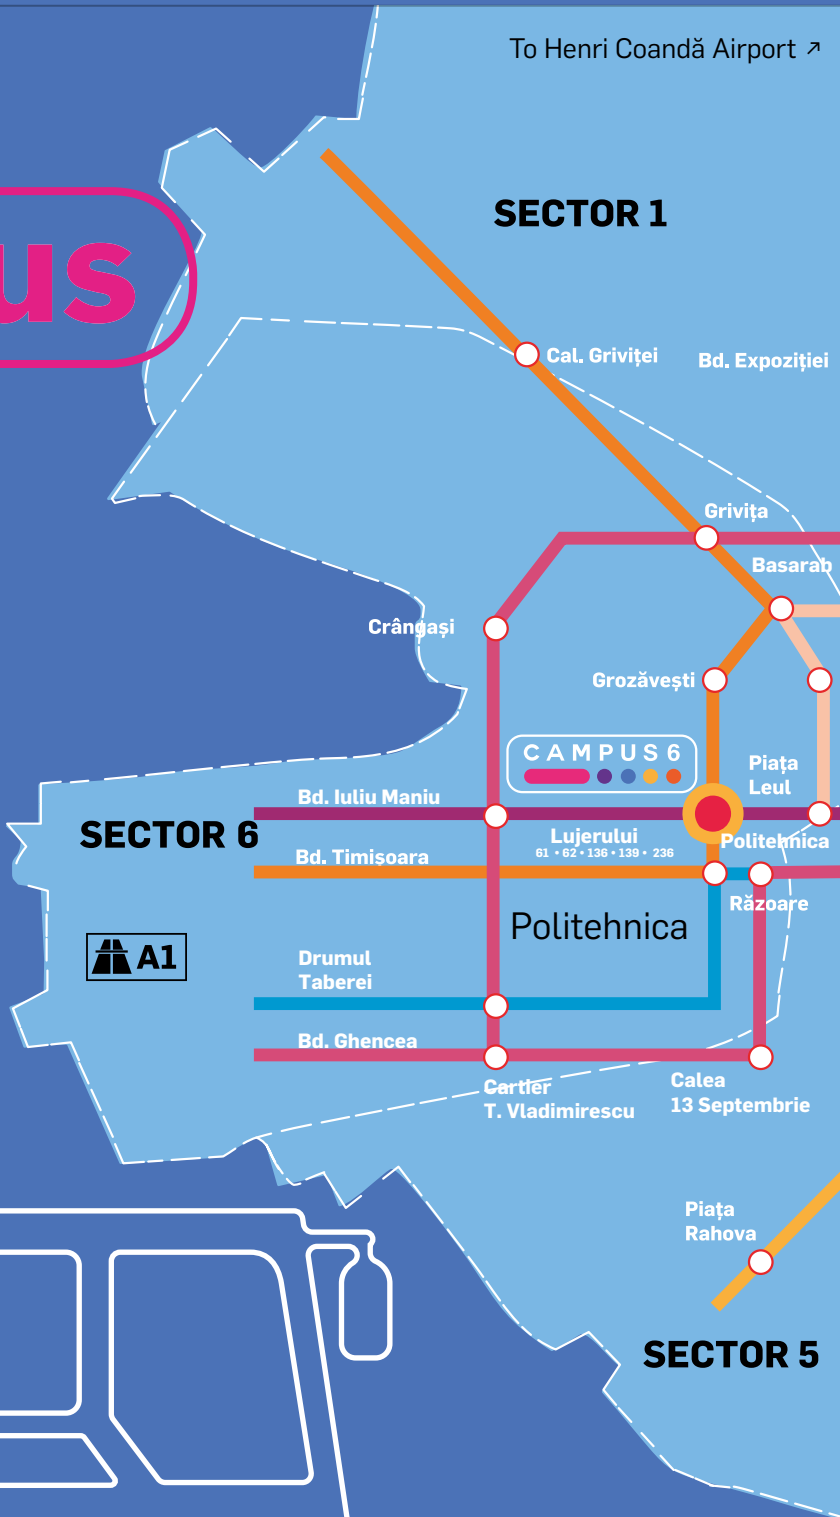 To Henri Coandă Airport ↗
SECTOR 1
us
Cal. Griviței
Bd. Expoziției
Grivița
Basarab
Crângași
Grozăvești
CAMPUS6
Piața
Leul
Bd. Iuliu Maniu
SECTOR 6
Lujerului
61 • 62 • 136 • 139 • 236
Politehnica
Bd. Timișoara
Răzoare
Politehnica
A1
Drumul
Taberei
Bd. Ghencea
Cartier
T. Vladimirescu
Calea
13 Septembrie
Piața
Rahova
SECTOR 5